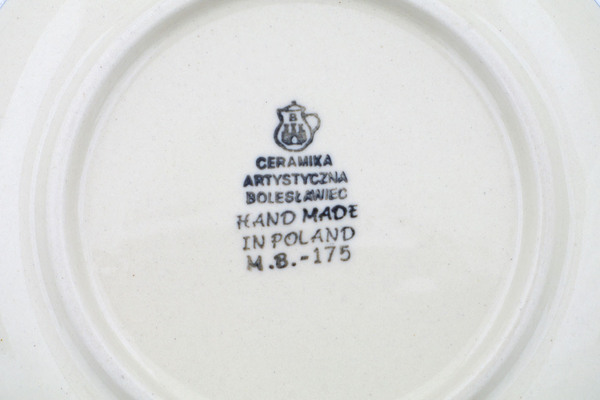 B
CERAMIKA
ARTYSTYCZNA
BOLESŁAWIEC
HAND MADE
IN POLAND
M.B.-175